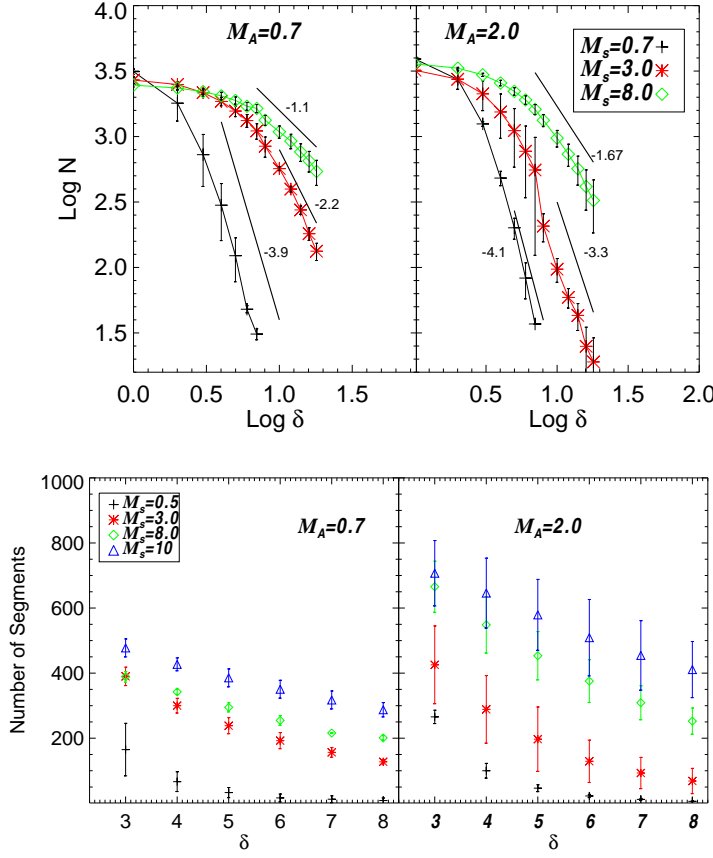 M_A=0.7
M_A=2.0
M_s=0.7
M_s=3.0
M_s=8.0
Log N
4.0
3.5
3.0
2.5
2.0
1.5
-1.1
-2.2
-3.9
-1.67
-3.3
-4.1
0.0 0.5 1.0 1.5 0.5 1.0 1.5 2.0
Log δ Log δ
M_s=0.5
M_s=3.0
M_s=8.0
M_s=10
M_A=0.7
M_A=2.0
Number of Segments
1000
800
600
400
200
3 4 5 6 7 8 3 4 5 6 7 8
δ δ